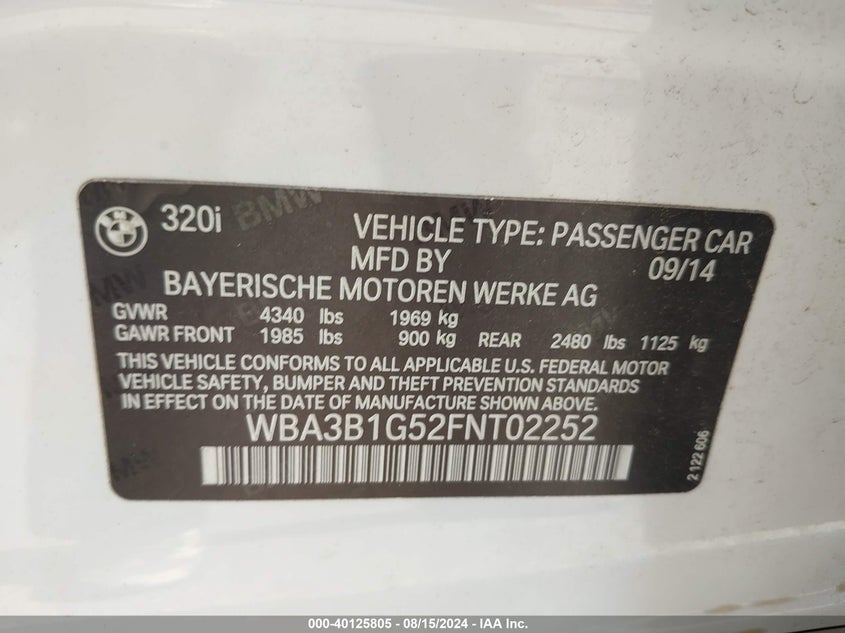 320i VEHICLE TYPE: PASSENGER CAR
MFD BY 09/14
BAYERISCHE MOTOREN WERKE AG
GVWR 4340 lbs 1969 kg
GAWR FRONT 1985 lbs 900 kg REAR 2480 lbs 1125 kg
THIS VEHICLE CONFORMS TO ALL APPLICABLE U.S. FEDERAL MOTOR
VEHICLE SAFETY, BUMPER AND THEFT PREVENTION STANDARDS
IN EFFECT ON THE DATE OF MANUFACTURE SHOWN ABOVE.
WBA3B1G52FNT02252
2 122 606
BMW
BMW
BMW
000-40125805 - 08/15/2024 - IAA Inc.